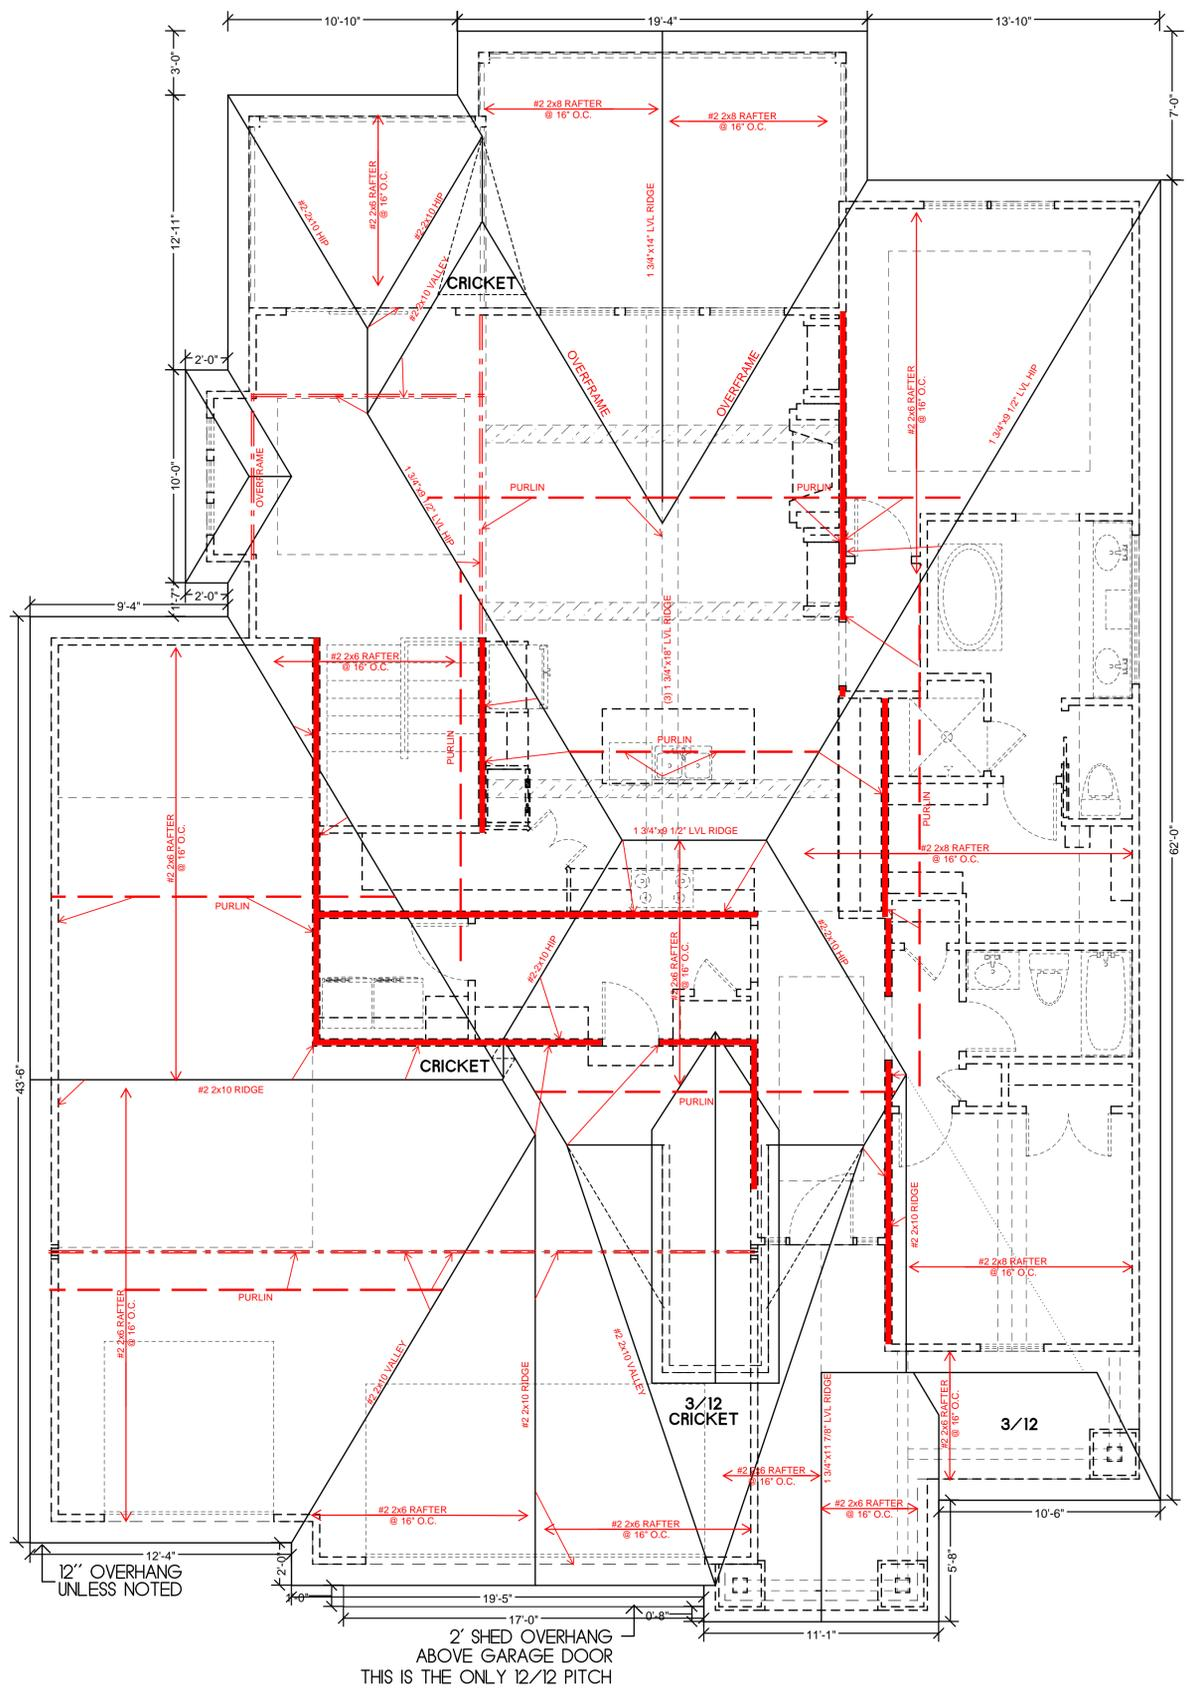 10'-10"
19'-4"
13'-10"
3'-0"
7'-0"
#2 2x8 RAFTER
@ 16" O.C.
#2 2x8 RAFTER
@ 16" O.C.
#2 2x6 RAFTER
@ 16" O.C.
#2-2x10 HIP
#2-2x10 HIP
12'-11"
1 3/4"x14" LVL RIDGE
#2-2x10 VALLEY
CRICKET
2'-0"
OVERFRAME
OVERFRAME
#2 2x6 RAFTER
@ 16" O.C.
1 3/4"x9 1/2" LVL HIP
10'-0"
OVERFRAME
1 3/4"x9 1/2" LVL HIP
PURLIN
PURLIN
2'-0"
1'-7"
9'-4"
(3) 1 3/4"x18" LVL RIDGE
#2 2x6 RAFTER
@ 16" O.C.
PURLIN
PURLIN
PURLIN
1 3/4"x9 1/2" LVL RIDGE
#2 2x6 RAFTER
@ 16" O.C.
#2 2x8 RAFTER
@ 16" O.C.
62'-0"
PURLIN
#2-2x10 HIP
#2 2x6 RAFTER
@ 16" O.C.
#2-2x10 HIP
CRICKET
43'-6"
#2 2x10 RIDGE
PURLIN
#2 2x10 RIDGE
#2 2x8 RAFTER
@ 16" O.C.
PURLIN
#2 2x6 RAFTER
@ 16" O.C.
#2 2x10 VALLEY
#2 2x10 RIDGE
#2 2x10 VALLEY
3/12
CRICKET
1 3/4"x11 7/8" LVL RIDGE
#2 2x6 RAFTER
@ 16" O.C.
3/12
#2 2x6 RAFTER
@ 16" O.C.
#2 2x6 RAFTER
@ 16" O.C.
#2 2x6 RAFTER
@ 16" O.C.
#2 2x6 RAFTER
@ 16" O.C.
10'-6"
12'-4"
2'-0"
5'-8"
12" OVERHANG
UNLESS NOTED
1'-0"
19'-5"
17'-0"
0'-8"
11'-1"
2' SHED OVERHANG
ABOVE GARAGE DOOR
THIS IS THE ONLY 12/12 PITCH